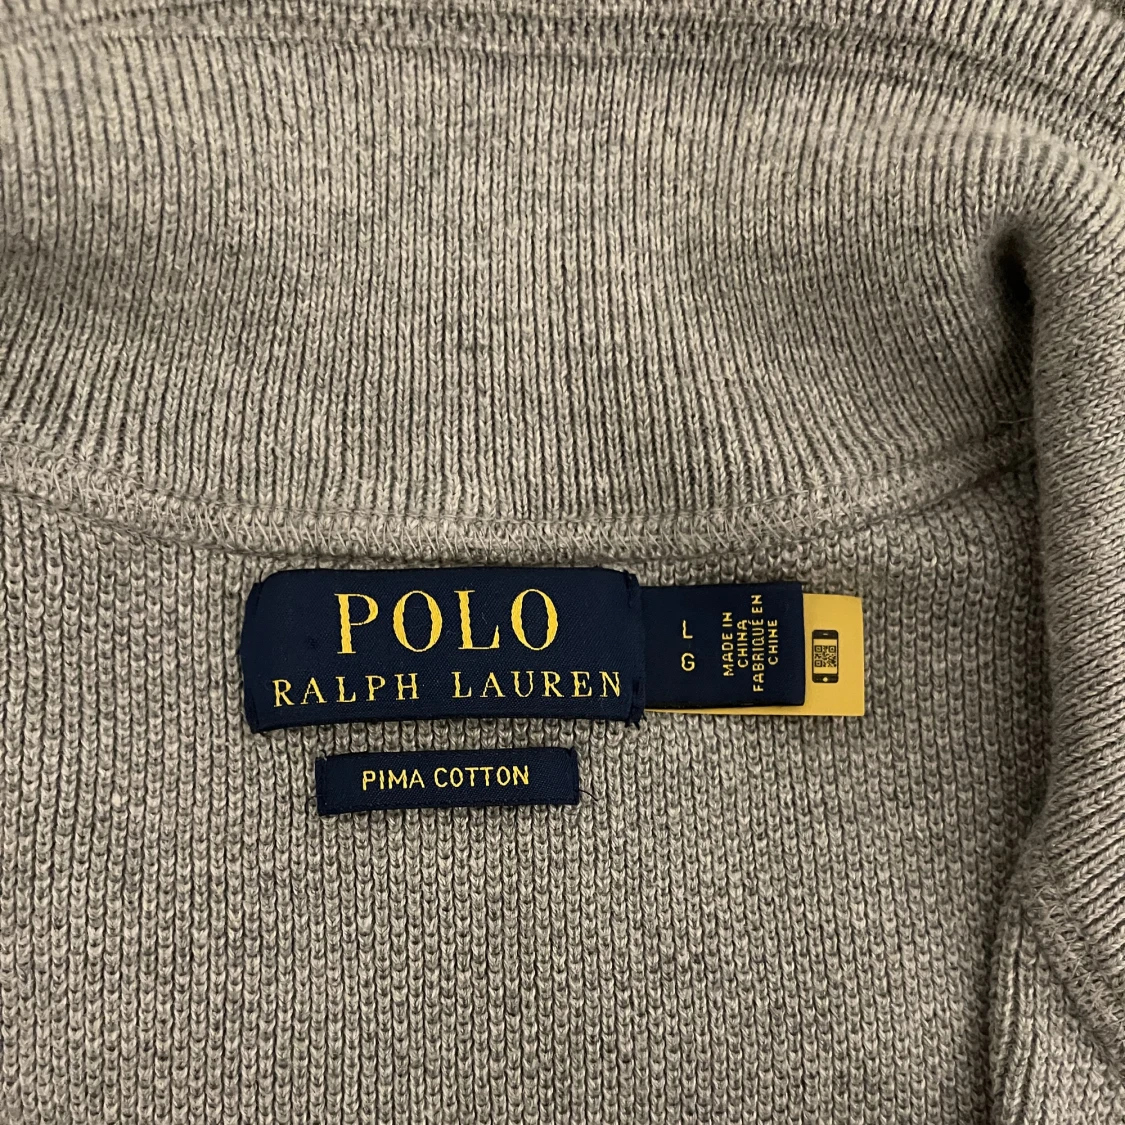 POLO
RALPH LAUREN
L
G
MADE IN
CHINA
FABRIQUÉ EN
CHINE
PIMA COTTON